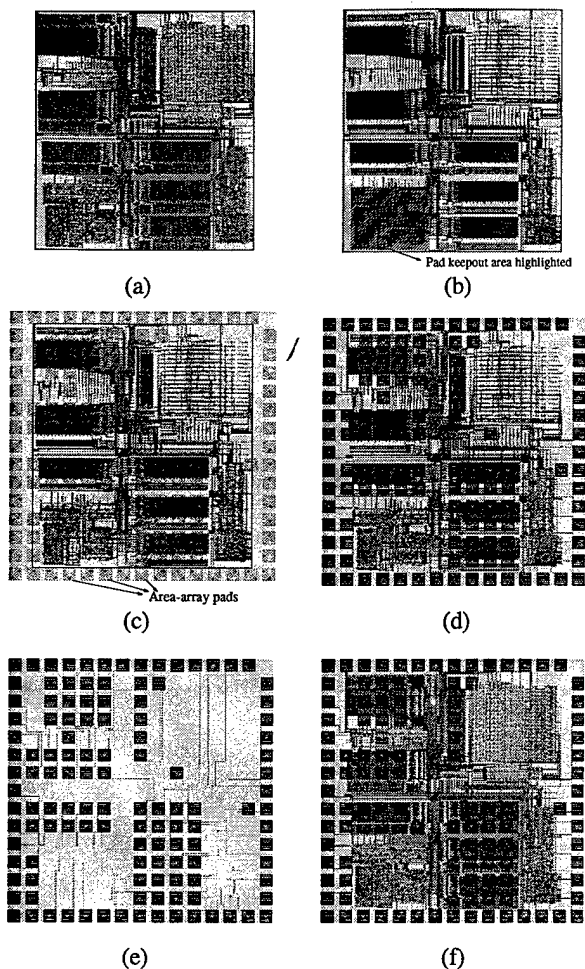 Pad keepout area highlighted
(a)
(b)
Area-array pads
(c)
(d)
(e)
(f)